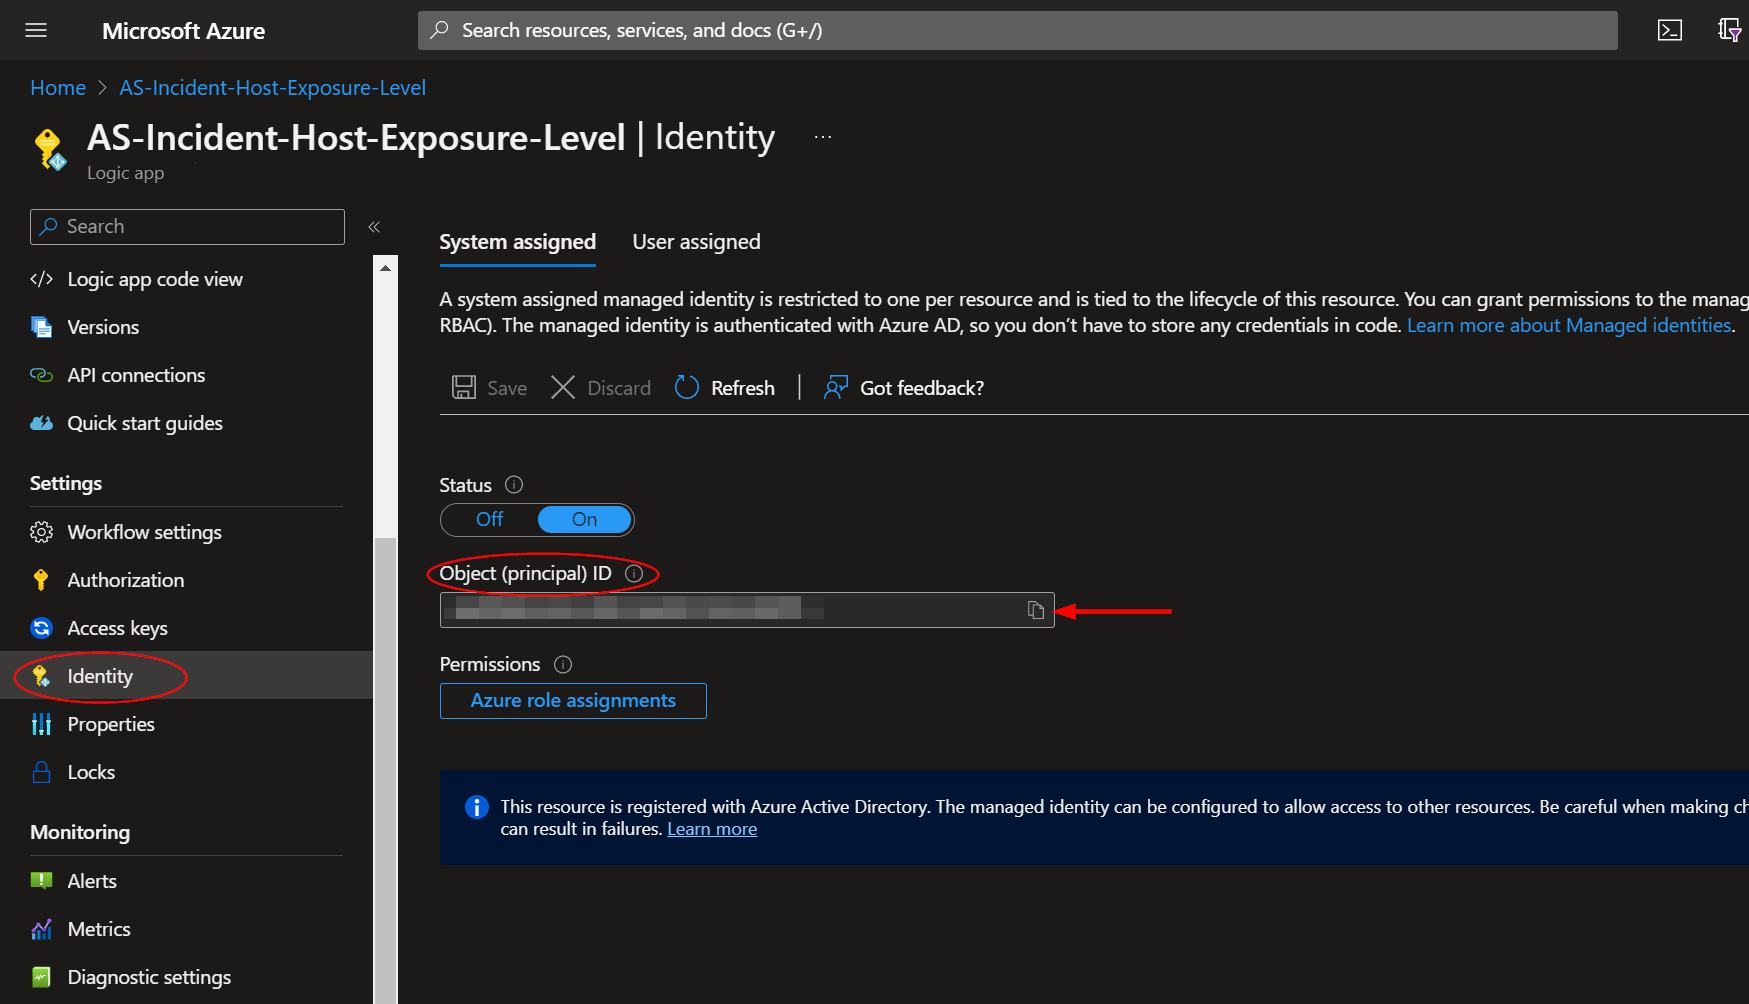 Microsoft Azure
Search resources, services, and docs (G+/)
Home > AS-Incident-Host-Exposure-Level
AS-Incident-Host-Exposure-Level | Identity ...
Logic app
Search «
Logic app code view
Versions
API connections
Quick start guides
Settings
Workflow settings
Authorization
Access keys
Identity
Properties
Locks
Monitoring
Alerts
Metrics
Diagnostic settings
System assigned User assigned
A system assigned managed identity is restricted to one per resource and is tied to the lifecycle of this resource. You can grant permissions to the manag
RBAC). The managed identity is authenticated with Azure AD, so you don’t have to store any credentials in code. Learn more about Managed identities.
Save Discard Refresh | Got feedback?
Status
Off On
Object (principal) ID
Permissions
Azure role assignments
This resource is registered with Azure Active Directory. The managed identity can be configured to allow access to other resources. Be careful when making ch
can result in failures. Learn more